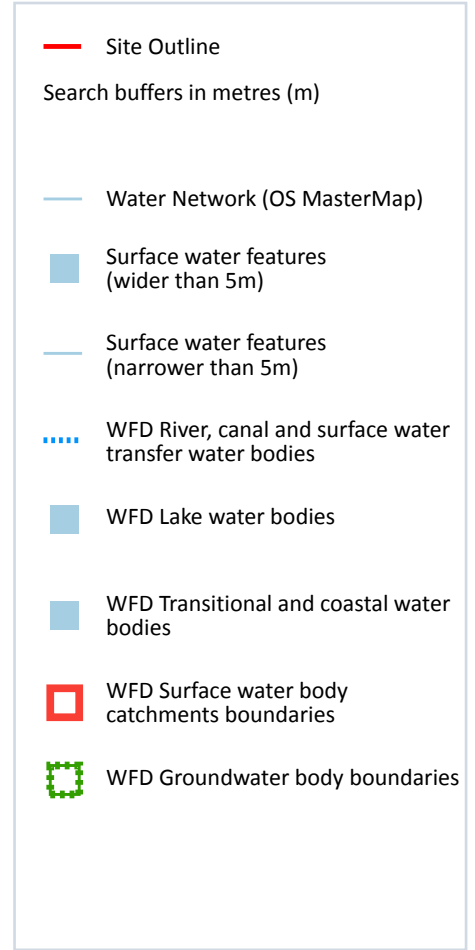 Site Outline
Search buffers in metres (m)
Water Network (OS MasterMap)
Surface water features
(wider than 5m)
Surface water features
(narrower than 5m)
WFD River, canal and surface water
transfer water bodies
WFD Lake water bodies
WFD Transitional and coastal water
bodies
WFD Surface water body
catchments boundaries
WFD Groundwater body boundaries